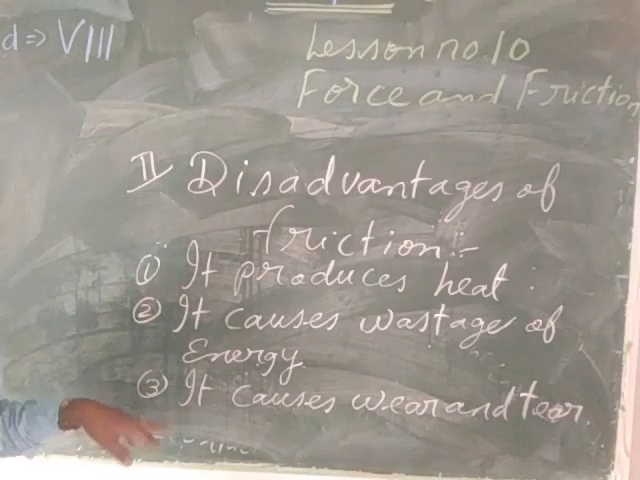 d ⇒ VIII
Lesson no. 10
Force and Friction
II Disadvantages of
friction:-
① It produces heat.
② It causes wastage of
Energy
③ It causes wear and tear.